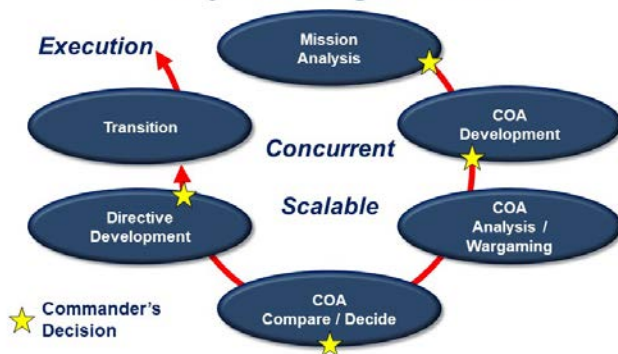 Execution
Mission
Analysis
Transition
COA
Development
Concurrent
Scalable
Directive
Development
COA
Analysis /
Wargaming
COA
Compare / Decide
Commander's
Decision